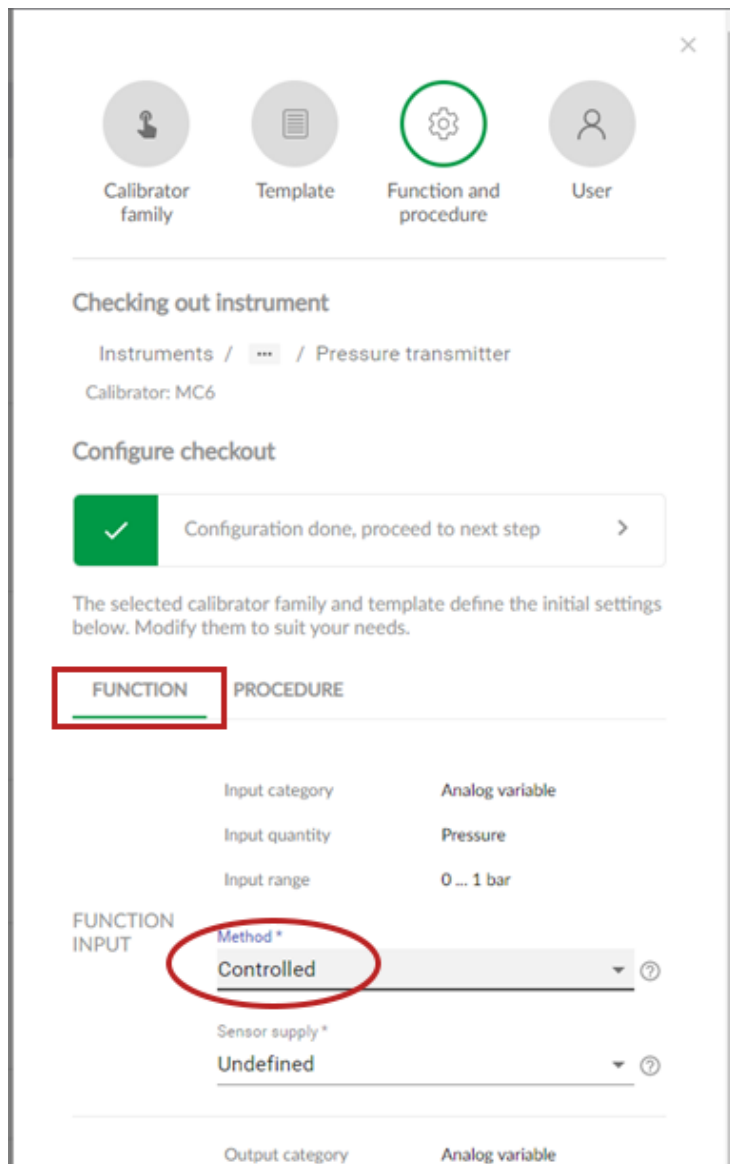 Calibrator
family
Template
Function and
procedure
User
Checking out instrument
Instruments / ... / Pressure transmitter
Calibrator: MC6
Configure checkout
Configuration done, proceed to next step
The selected calibrator family and template define the initial settings
below. Modify them to suit your needs.
FUNCTION PROCEDURE
Input category Analog variable
Input quantity Pressure
Input range 0 ... 1 bar
FUNCTION
INPUT
Method *
Controlled
Sensor supply *
Undefined
Output category Analog variable